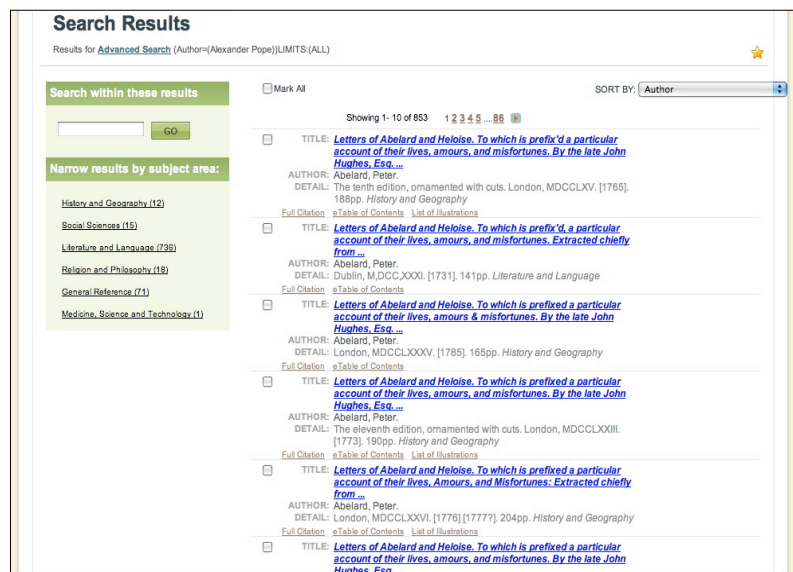 Search Results
Results for Advanced Search (Author=(Alexander Pope))LIMITS:(ALL)
Search within these results
GO
Narrow results by subject area:
History and Geography (12)
Social Sciences (15)
Literature and Language (736)
Religion and Philosophy (18)
General Reference (71)
Medicine, Science and Technology (1)
Mark All
SORT BY: Author
Showing 1- 10 of 853 1 2 3 4 5 ....86
TITLE: Letters of Abelard and Heloise. To which is prefix'd a particular
account of their lives, amours, and misfortunes. By the late John
Hughes, Esq. ...
AUTHOR: Abelard, Peter.
DETAIL: The tenth edition, ornamented with cuts. London, MDCCLXV. [1765].
188pp. History and Geography
Full Citation eTable of Contents List of Illustrations
TITLE: Letters of Abelard and Heloise. To which is prefix'd, a particular
account of their lives, amours, and misfortunes. Extracted chiefly
from ...
AUTHOR: Abelard, Peter.
DETAIL: Dublin, M,DCC,XXXI. [1731]. 141pp. Literature and Language
Full Citation eTable of Contents
TITLE: Letters of Abelard and Heloise. To which is prefixed a particular
account of their lives, amours & misfortunes. By the late John
Hughes, Esq. ...
AUTHOR: Abelard, Peter.
DETAIL: London, MDCCLXXXV. [1785]. 165pp. History and Geography
Full Citation eTable of Contents
TITLE: Letters of Abelard and Heloise. To which is prefixed a particular
account of their lives, amours, and misfortunes. By the late John
Hughes, Esq. ...
AUTHOR: Abelard, Peter.
DETAIL: The eleventh edition, ornamented with cuts. London, MDCCLXXIII.
[1773]. 190pp. History and Geography
Full Citation eTable of Contents List of Illustrations
TITLE: Letters of Abelard and Heloise. To which is prefixed a particular
account of their lives, Amours, and Misfortunes: Extracted chiefly
from ...
AUTHOR: Abelard, Peter.
DETAIL: London, MDCCLXXVI. [1776] [1777?]. 204pp. History and Geography
Full Citation eTable of Contents List of Illustrations
TITLE: Letters of Abelard and Heloise. To which is prefixed a particular
account of their lives, amours, and misfortunes. By the late John
Hughes, Esq.